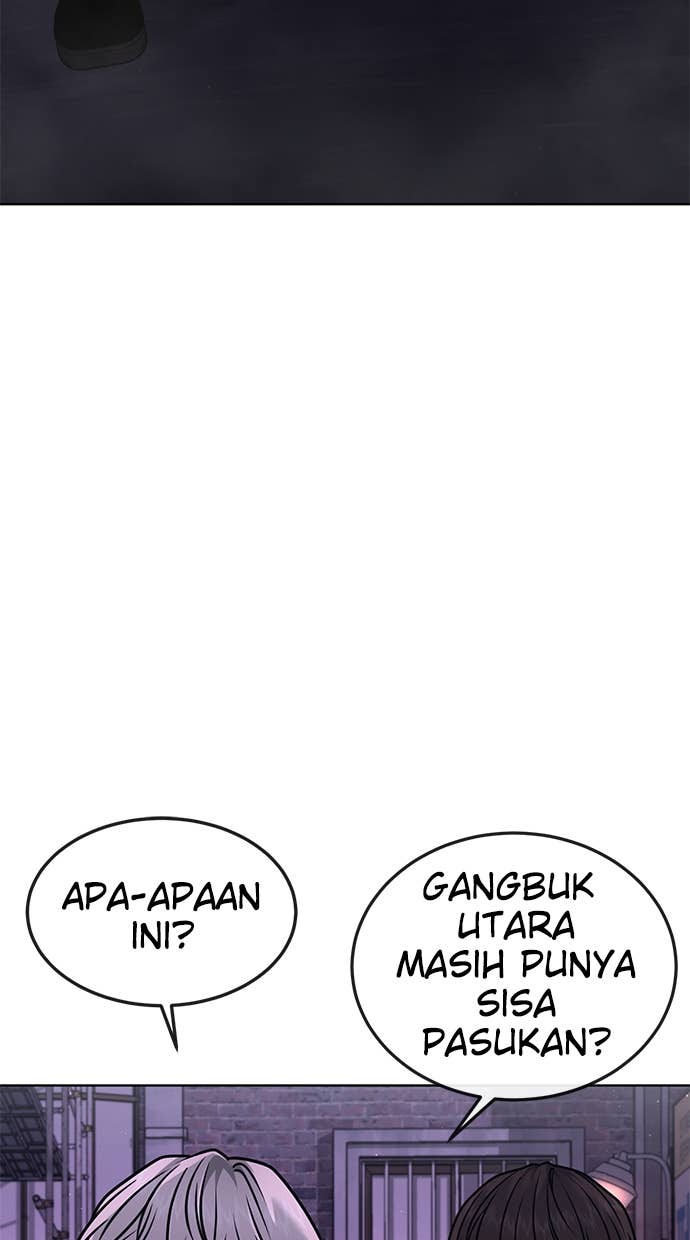 APA-APAAN
INI?
GANGBUK
UTARA
MASIH PUNYA
SISA
PASUKAN?